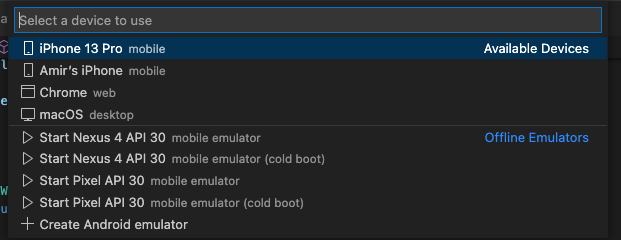 Select a device to use
iPhone 13 Pro mobile Available Devices
Amir's iPhone mobile
Chrome web
macOS desktop
Start Nexus 4 API 30 mobile emulator Offline Emulators
Start Nexus 4 API 30 mobile emulator (cold boot)
Start Pixel API 30 mobile emulator
Start Pixel API 30 mobile emulator (cold boot)
Create Android emulator